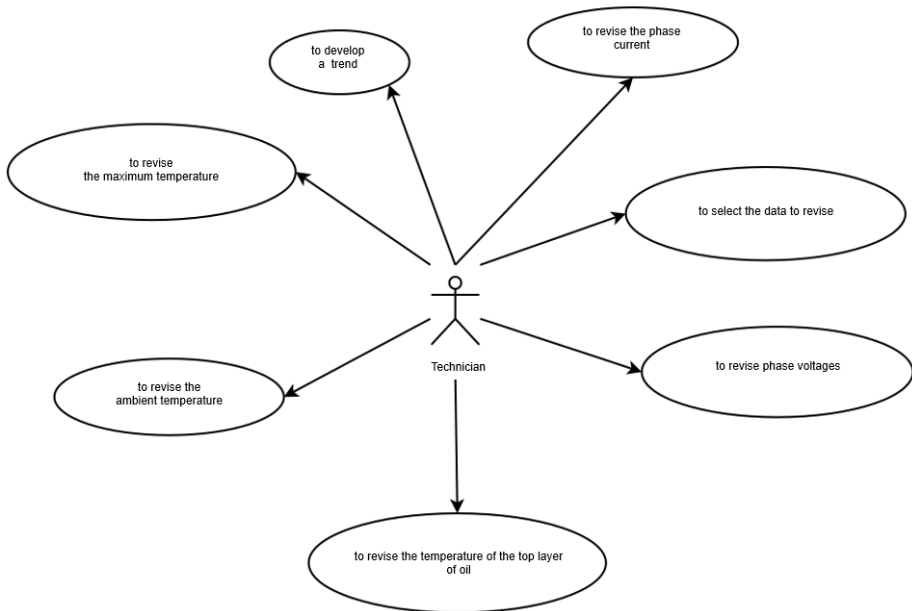 to revise the phase
current
to develop
a trend
to revise
the maximum temperature
to select the data to revise
Technician
to revise phase voltages
to revise the
ambient temperature
to revise the temperature of the top layer
of oil